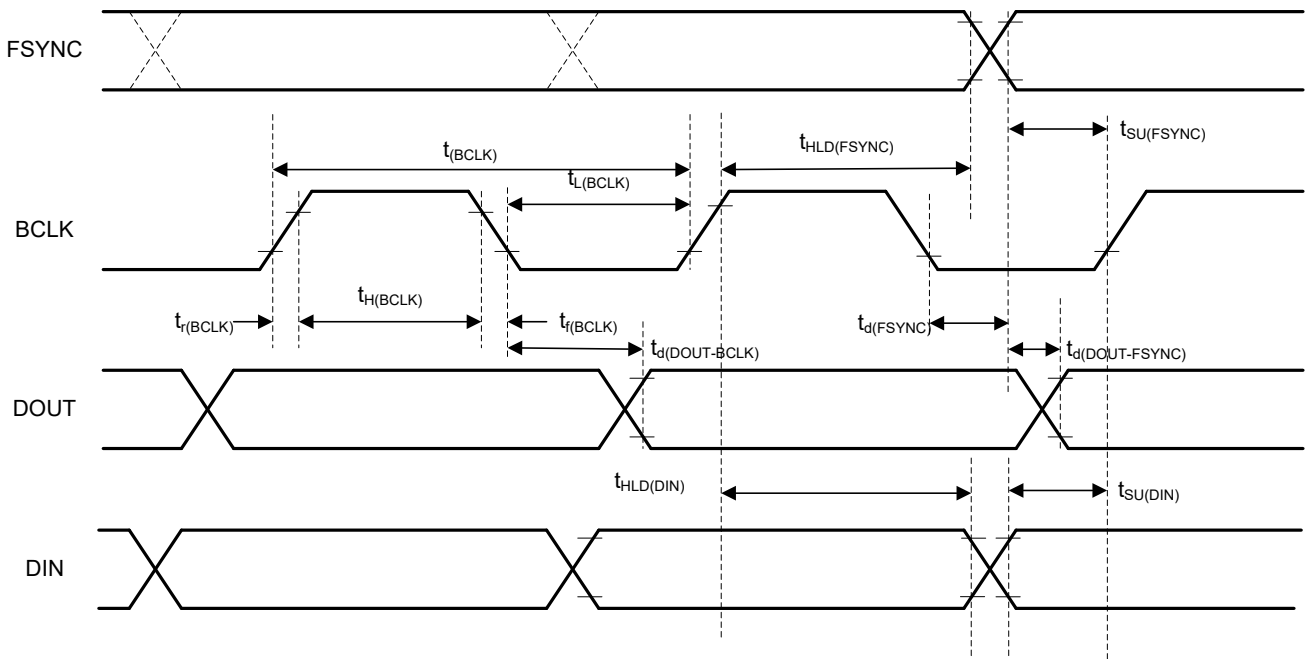 FSYNC
tSU(FSYNC)
tHLD(FSYNC)
t(BCLK)
tL(BCLK)
BCLK
tH(BCLK)
tr(BCLK)
tf(BCLK)
td(FSYNC)
td(DOUT-BCLK)
td(DOUT-FSYNC)
DOUT
tHLD(DIN)
tSU(DIN)
DIN